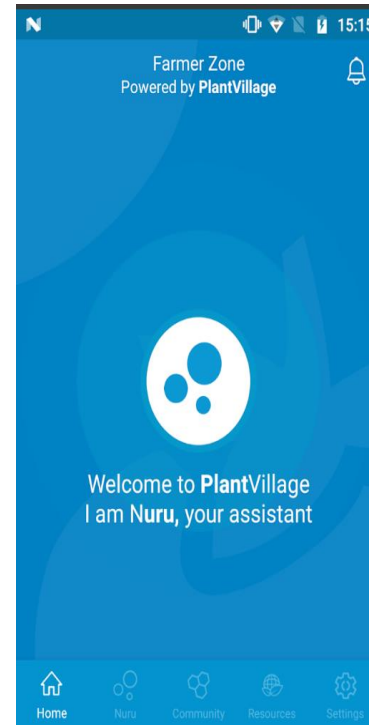 N 15:15
Farmer Zone
Powered by PlantVillage
Welcome to PlantVillage
I am Nuru, your assistant
Home Nuru Community Resources Settings